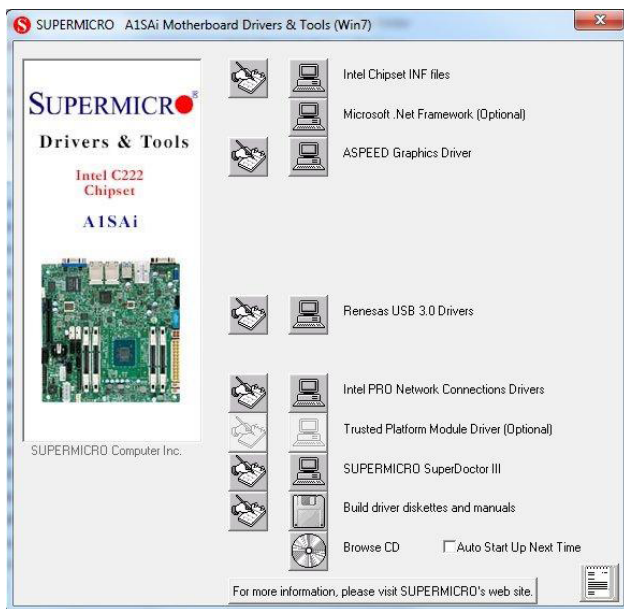 SUPERMICRO A1SAi Motherboard Drivers & Tools (Win7)
SUPERMICRO®
Drivers & Tools
Intel C222
Chipset
A1SAi
SUPERMICRO Computer Inc.
Intel Chipset INF files
Microsoft .Net Framework (Optional)
ASPEED Graphics Driver
Renesas USB 3.0 Drivers
Intel PRO Network Connections Drivers
Trusted Platform Module Driver (Optional)
SUPERMICRO SuperDoctor III
Build driver diskettes and manuals
Browse CD
Auto Start Up Next Time
For more information, please visit SUPERMICRO's web site.